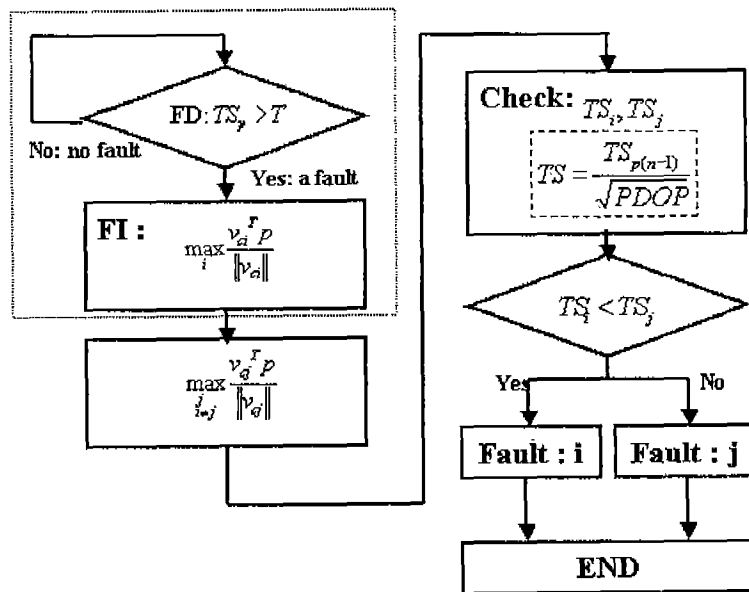 FD: TS_p > T
No: no fault
Yes: a fault
FI :
max_i v_ci^T p / ‖v_ci‖
max_{j, i≠j} v_cj^T p / ‖v_cj‖
Check: TS_i, TS_j
TS = TS_p(n-1) / √PDOP
TS_i < TS_j
Yes
No
Fault : i
Fault : j
END